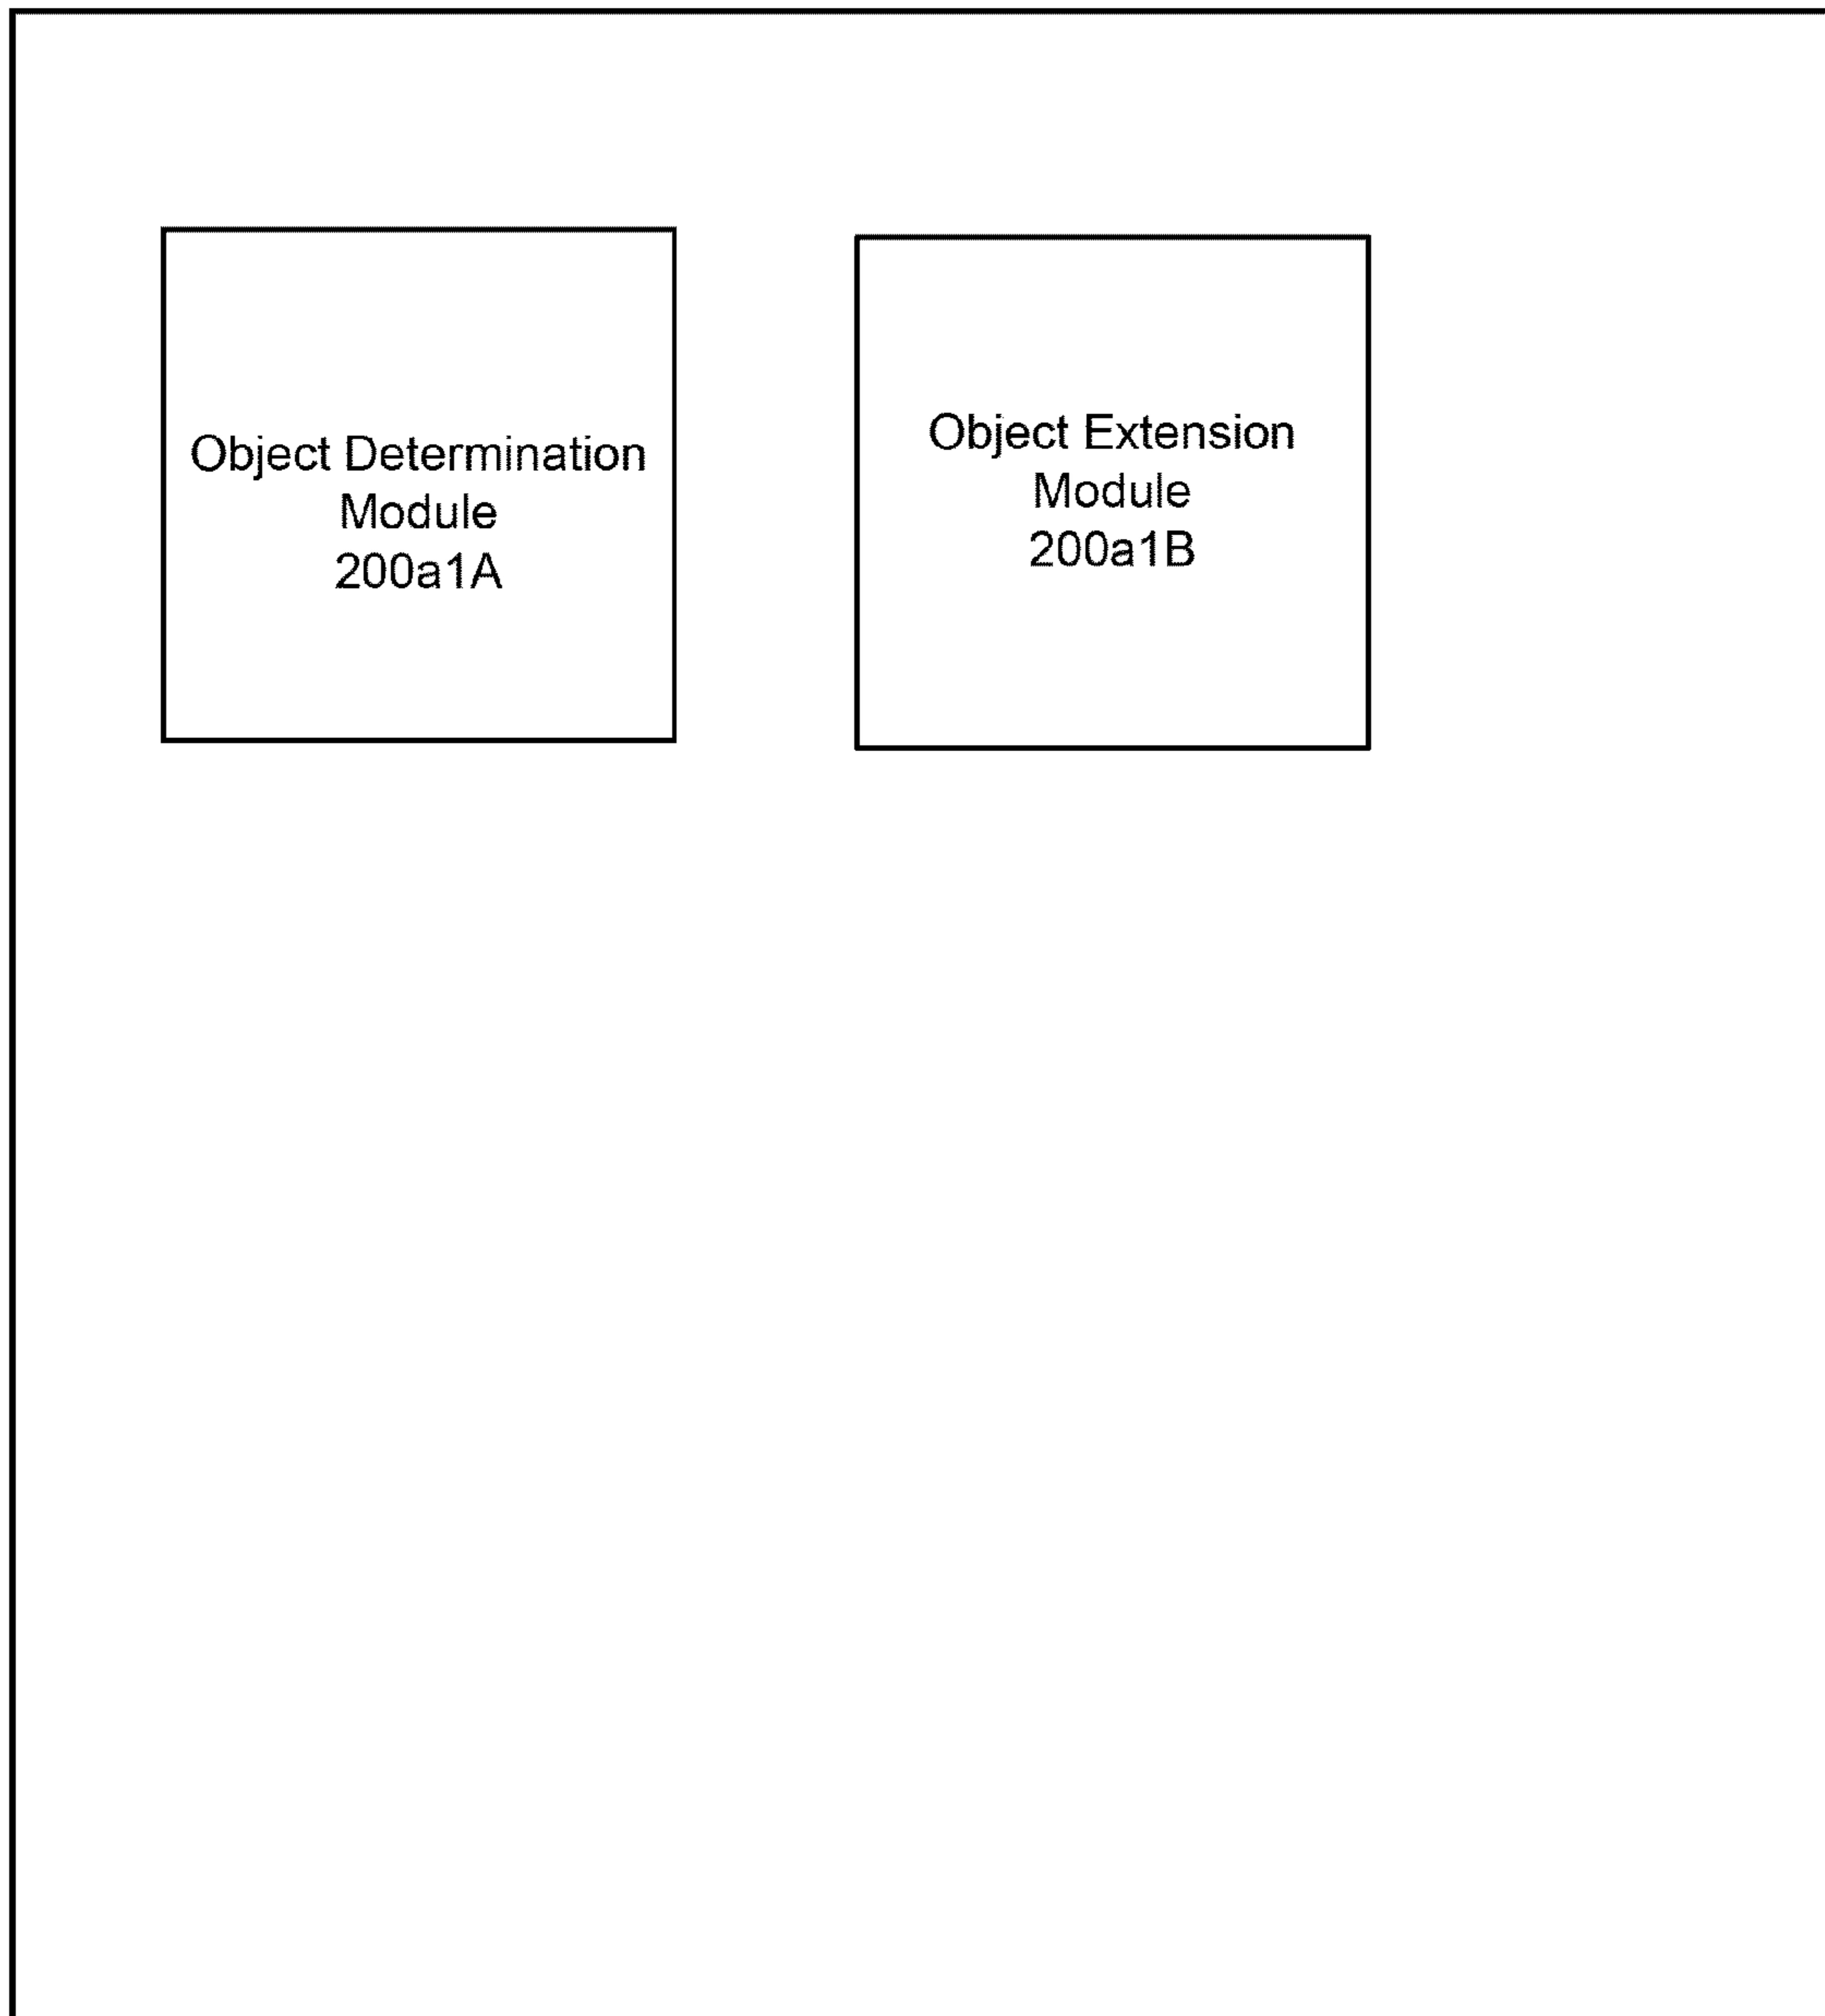 Object Determination
Module
200a1A
Object Extension
Module
200a1B